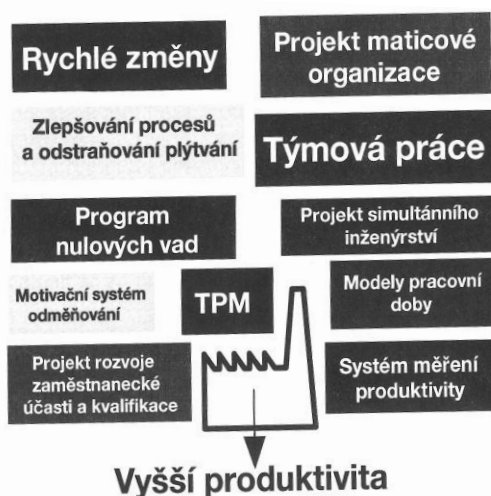 Rychlé změny
Projekt maticové
organizace
Zlepšování procesů
a odstraňování plýtvání
Týmová práce
Program
nulových vad
Projekt simultánního
inženýrství
Motivační systém
odměňování
TPM
Modely pracovní
doby
Projekt rozvoje
zaměstnanecké
účasti a kvalifikace
Systém měření
produktivity
Vyšší produktivita